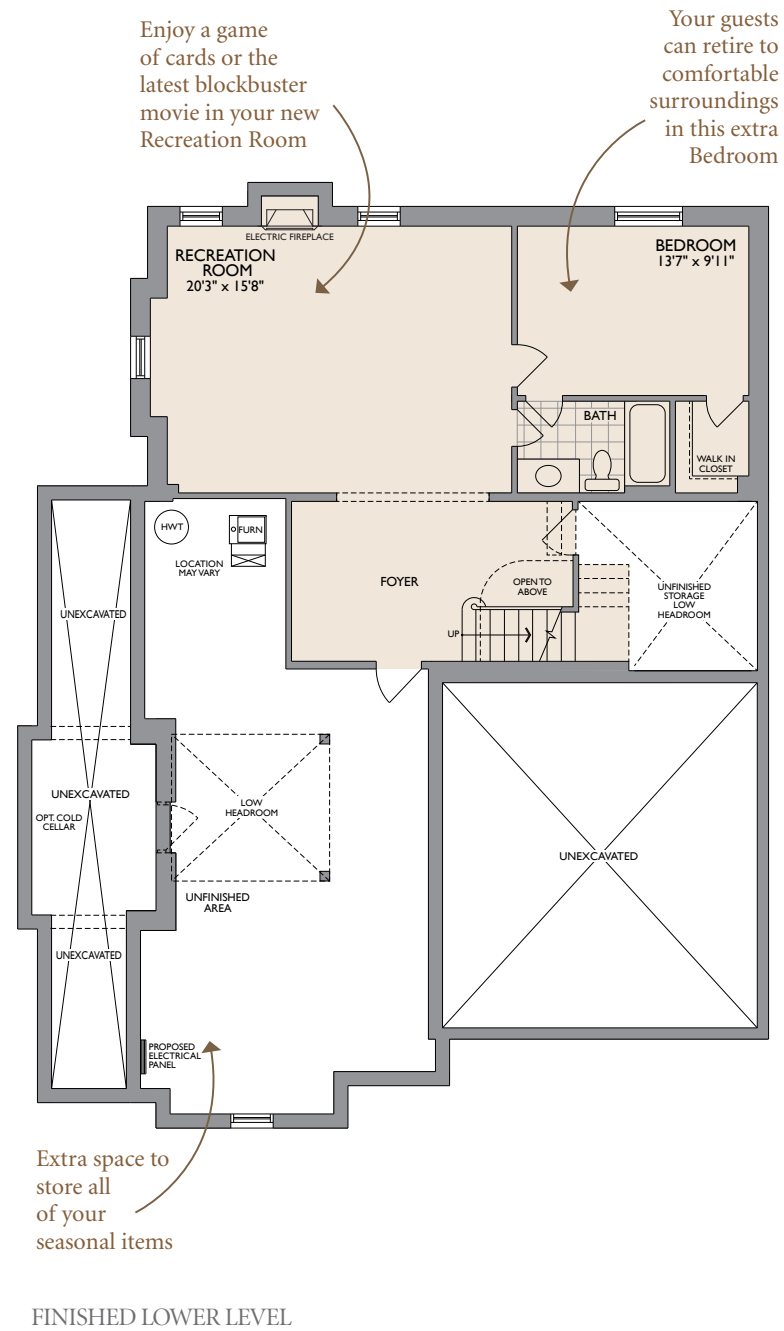 Enjoy a game
of cards or the
latest blockbuster
movie in your new
Recreation Room
Your guests
can retire to
comfortable
surroundings
in this extra
Bedroom
ELECTRIC FIREPLACE
RECREATION
ROOM
20'3" x 15'8"
BEDROOM
13'7" x 9'11"
BATH
WALK IN
CLOSET
HWT
FURN
LOCATION
MAY VARY
FOYER
OPEN TO
ABOVE
UP
UNFINISHED
STORAGE
LOW
HEADROOM
UNEXCAVATED
UNEXCAVATED
OPT. COLD
CELLAR
LOW
HEADROOM
UNFINISHED
AREA
UNEXCAVATED
UNEXCAVATED
PROPOSED
ELECTRICAL
PANEL
Extra space to
store all
of your
seasonal items
FINISHED LOWER LEVEL